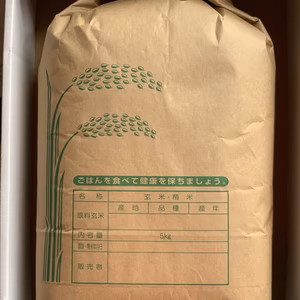 ごはんを食べて健康を保ちましょう。
名称 玄米・精米
産地 品種 産年
原料玄米
内容量 5kg
販売者